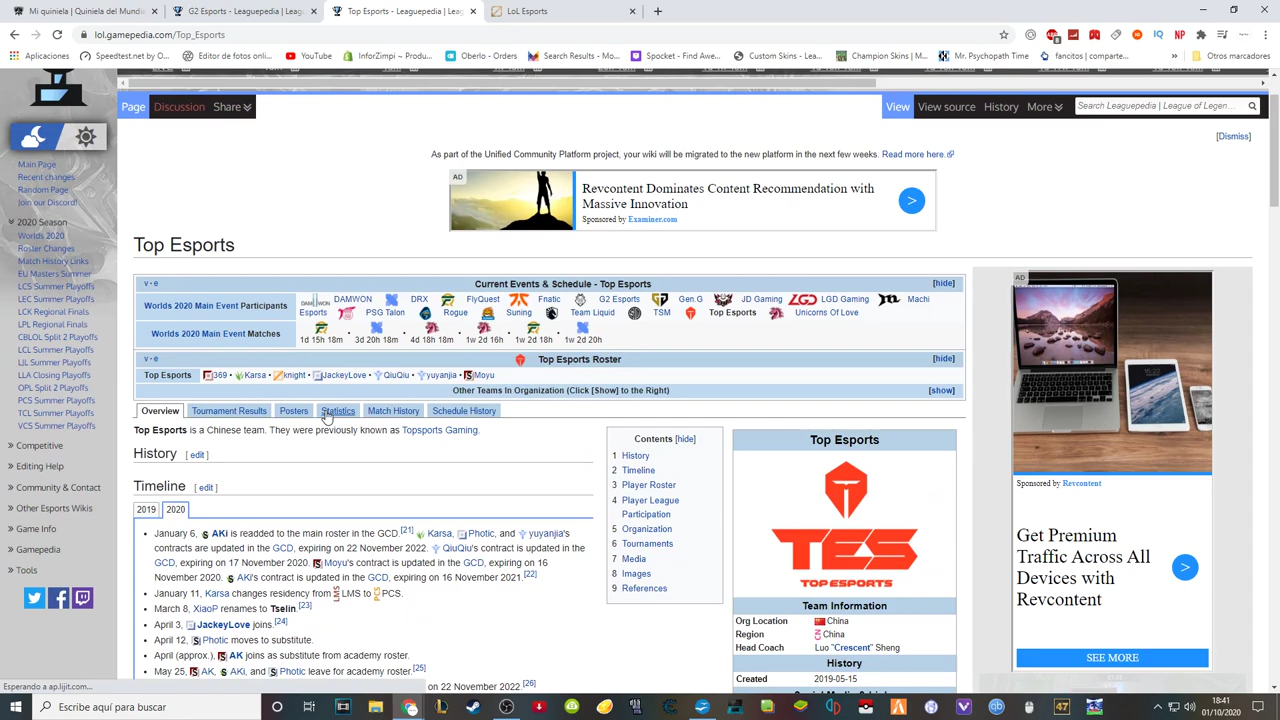 Mi quiniela - Leaguepedia | Lea
G2 Esports - Leaguepedia | Leag
Top Esports - Leaguepedia | Leag
LoL Esports
lol.gamepedia.com/Top_Esports
Aplicaciones
Speedtest.net by O...
Editor de fotos onlí...
YouTube
InforZimpi ~ Produc...
Oberlo - Orders
Search Results - Mo...
Spocket - Find Awe...
Custom Skins - Lea...
Champion Skins | M...
Mr. Psychopath Time
fancitos | comparte...
Otros marcadores
Page
Discussion
Share
View
View source
History
More
Search Leaguepedia | League of Legen...
[Dismiss]
As part of the Unified Community Platform project, your wiki will be migrated to the new platform in the next few weeks. Read more here.
AD
Revcontent Dominates Content Recommendation with
Massive Innovation
Sponsored by Examiner.com
Main Page
Recent changes
Random Page
Join our Discord!
2020 Season
Worlds 2020
Roster Changes
Match History Links
EU Masters Summer
LCS Summer Playoffs
LEC Summer Playoffs
LCK Regional Finals
LPL Regional Finals
CBLOL Split 2 Playoffs
LCL Summer Playoffs
LJL Summer Playoffs
LLA Closing Playoffs
OPL Split 2 Playoffs
PCS Summer Playoffs
TCL Summer Playoffs
VCS Summer Playoffs
Competitive
Editing Help
Community & Contact
Other Esports Wikis
Game Info
Gamepedia
Tools
Top Esports
v • e
Current Events & Schedule - Top Esports
[hide]
Worlds 2020 Main Event Participants
DAMWON DRX FlyQuest Fnatic G2 Esports Gen.G JD Gaming LGD Gaming Machi
Esports PSG Talon Rogue Suning Team Liquid TSM Top Esports Unicorns Of Love
Worlds 2020 Main Event Matches
1d 15h 18m 3d 20h 18m 4d 18h 18m 1w 2d 16h 1w 2d 18h 1w 2d 20h
v • e
Top Esports Roster
[hide]
Top Esports
369 • Karsa • knight • JackeyLove • QiuQiu • yuyanjia • Moyu
Other Teams In Organization (Click [Show] to the Right)
[show]
Overview
Tournament Results
Posters
Statistics
Match History
Schedule History
Top Esports is a Chinese team. They were previously known as Topsports Gaming.
History [ edit ]
Timeline [ edit ]
2019 2020
• January 6, AKi is readded to the main roster in the GCD.[21] Karsa, Photic, and yuyanjia's
contracts are updated in the GCD, expiring on 22 November 2022. QiuQiu's contract is updated in the
GCD, expiring on 17 November 2020. Moyu's contract is updated in the GCD, expiring on 16
November 2020. AKi's contract is updated in the GCD, expiring on 16 November 2021.[22]
• January 11, Karsa changes residency from LMS to PCS.
• March 8, XiaoP renames to Tselin.[23]
• April 3, JackeyLove joins.[24]
• April 12, Photic moves to substitute.
• April (approx.), AK joins as substitute from academy roster.
• May 25, AK, AKi, and Photic leave for academy roster.[25]
on 22 November 2022.[26]
Contents [hide]
1 History
2 Timeline
3 Player Roster
4 Player League
Participation
5 Organization
6 Tournaments
7 Media
8 Images
9 References
Top Esports
TES
TOP ESPORTS
Team Information
Org Location China
Region China
Head Coach Luo "Crescent" Sheng
History
Created 2019-05-15
AD
Sponsored by Revcontent
Get Premium
Traffic Across All
Devices with
Revcontent
SEE MORE
Esperando a ap.lijit.com...
Escribe aquí para buscar
18:41
01/10/2020